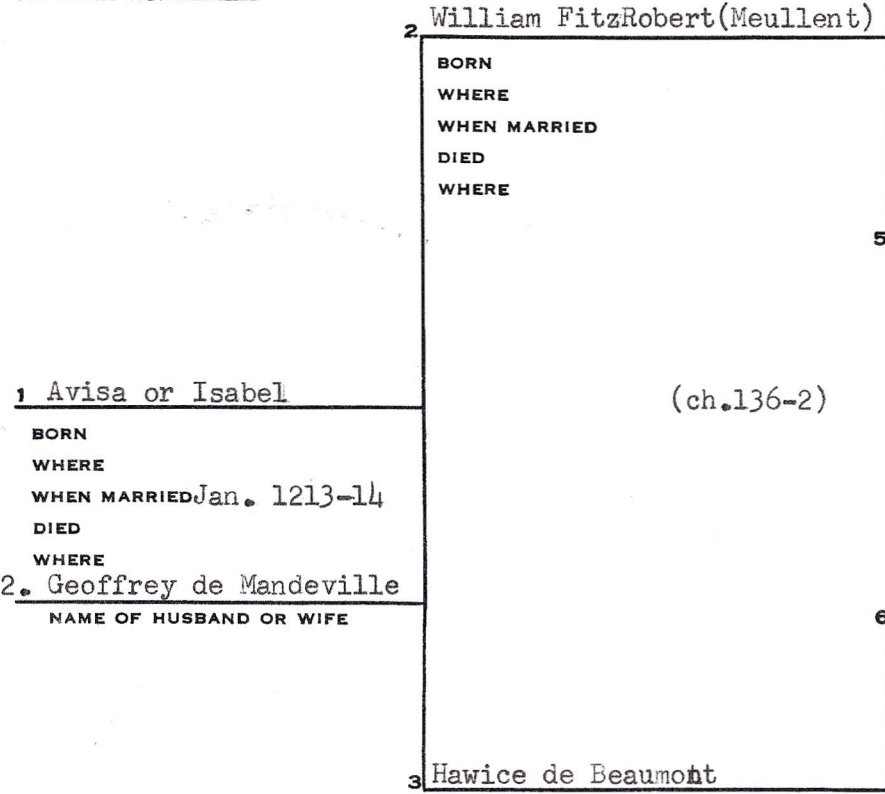 2 William FitzRobert(Meullent)
BORN
WHERE
WHEN MARRIED
DIED
WHERE
5
1 Avisa or Isabel
(ch.136-2)
BORN
WHERE
WHEN MARRIED Jan. 1213-14
DIED
WHERE
2. Geoffrey de Mandeville
NAME OF HUSBAND OR WIFE
6
3 Hawice de Beaumont